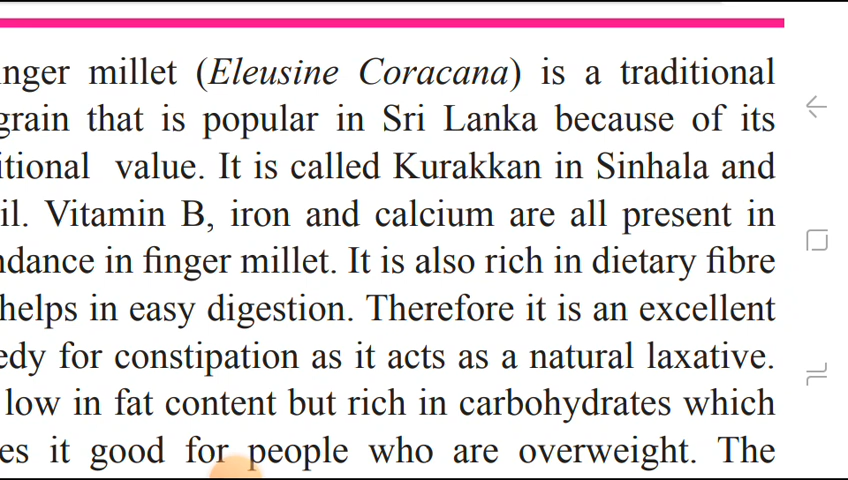 inger millet (Eleusine Coracana) is a traditional
grain that is popular in Sri Lanka because of its
itional value. It is called Kurakkan in Sinhala and
il. Vitamin B, iron and calcium are all present in
ndance in finger millet. It is also rich in dietary fibre
helps in easy digestion. Therefore it is an excellent
edy for constipation as it acts as a natural laxative.
low in fat content but rich in carbohydrates which
es it good for people who are overweight. The